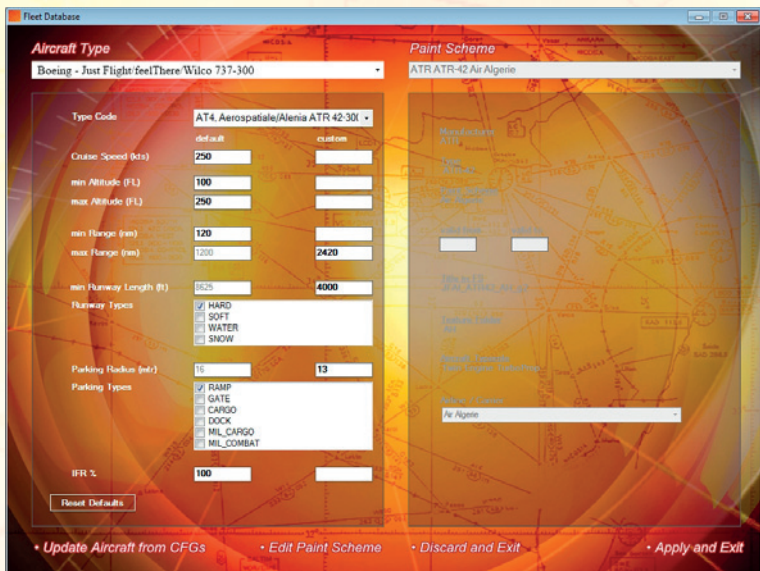 Fleet Database
Aircraft Type
Paint Scheme
Boeing - Just Flight/feelThere/Wilco 737-300
ATR ATR-42 Air Algerie
Type Code
AT4, Aerospatiale/Alenia ATR 42-30(
default custom
Cruise Speed (kts) 250
min Altitude (FL) 100
max Altitude (FL) 250
min Range (nm) 120
max Range (nm) 1200 2420
min Runway Length (ft) 8625 4000
Runway Types
HARD
SOFT
WATER
SNOW
Parking Radius (mtr) 16 13
Parking Types
RAMP
GATE
CARGO
DOCK
MIL_CARGO
MIL_COMBAT
IFR % 100
Reset Defaults
Manufacturer
ATR
Air Algerie
• Update Aircraft from CFGs
• Edit Paint Scheme
• Discard and Exit
• Apply and Exit